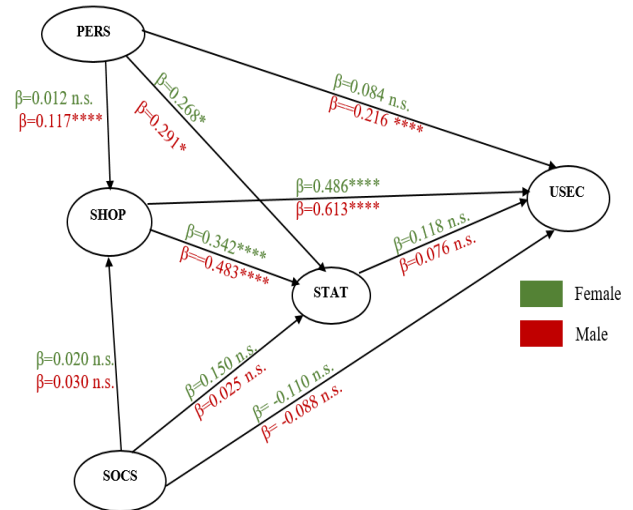 PERS
β=0.012 n.s.
β=0.117****
β=0.268*
β=0.291*
β=0.084 n.s.
β==0.216 ****
SHOP
β=0.486****
β=0.613****
USEC
β=0.342****
β==0.483****
β=0.118 n.s.
β=0.076 n.s.
STAT
Female
Male
β=0.020 n.s.
β=0.030 n.s.
β=0.150 n.s.
β=0.025 n.s.
β= -0.110 n.s.
β= -0.088 n.s.
SOCS